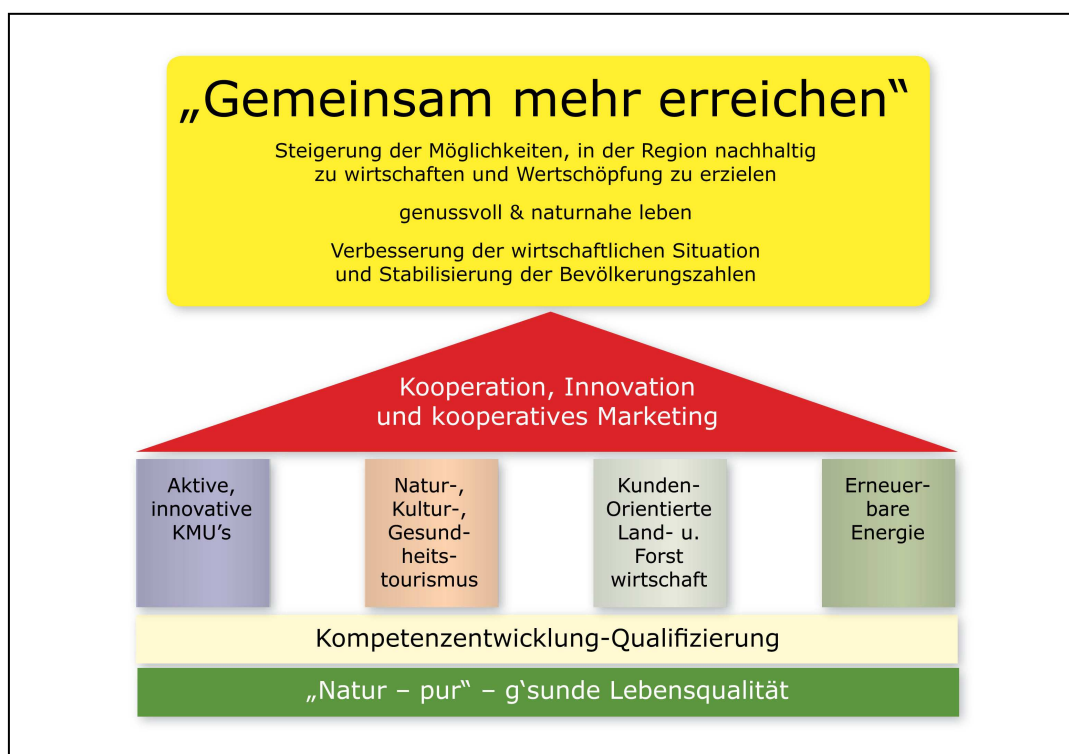 „Gemeinsam mehr erreichen“
Steigerung der Möglichkeiten, in der Region nachhaltig
zu wirtschaften und Wertschöpfung zu erzielen
genussvoll & naturnahe leben
Verbesserung der wirtschaftlichen Situation
und Stabilisierung der Bevölkerungszahlen
Kooperation, Innovation
und kooperatives Marketing
Aktive,
innovative
KMU’s
Natur-,
Kultur-,
Gesund-
heits-
tourismus
Kunden-
Orientierte
Land- u.
Forst
wirtschaft
Erneuer-
bare
Energie
Kompetenzentwicklung-Qualifizierung
„Natur – pur“ – g‘sunde Lebensqualität